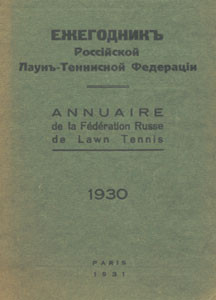 ЕЖЕГОДНИКЪ
Россійской
Лаунъ-Теннисной Федераціи
ANNUAIRE
de la Fédération Russe
de Lawn Tennis
1930
PARIS
1931